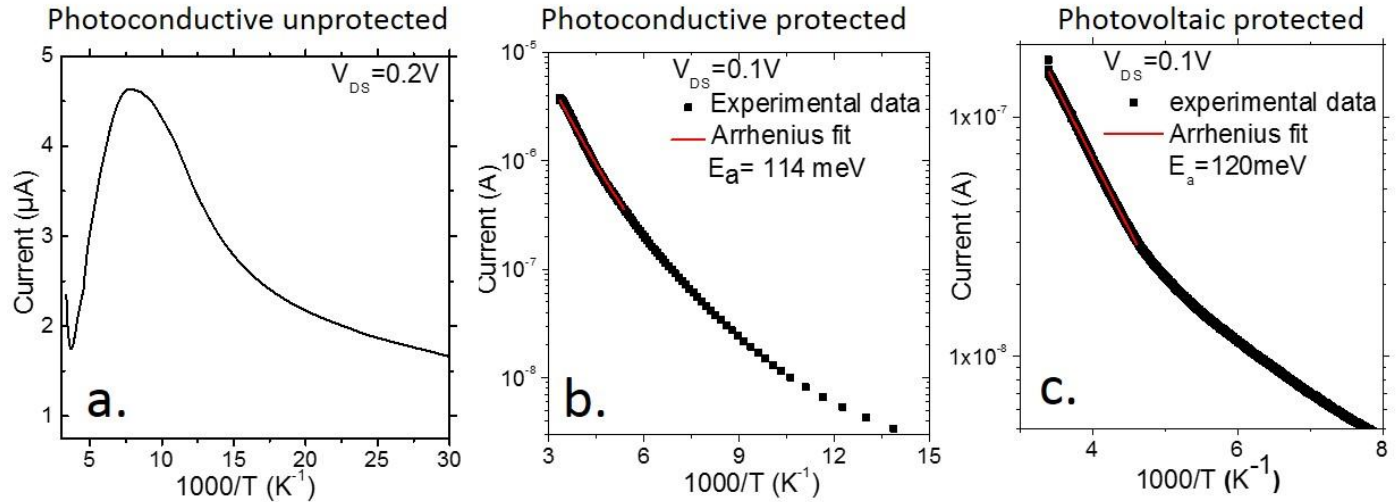 Photoconductive unprotected
V_DS=0.2V
Current (µA)
5
4
3
2
1
5 10 15 20 25 30
1000/T (K⁻¹)
a.
Photoconductive protected
V_DS=0.1V
Experimental data
Arrhenius fit
Ea= 114 meV
Current (A)
10⁻⁵
10⁻⁶
10⁻⁷
10⁻⁸
3 6 9 12 15
1000/T (K⁻¹)
b.
Photovoltaic protected
V_DS=0.1V
experimental data
Arrhenius fit
E_a=120meV
Current (A)
1x10⁻⁷
1x10⁻⁸
4 6 8
1000/T (K⁻¹)
c.